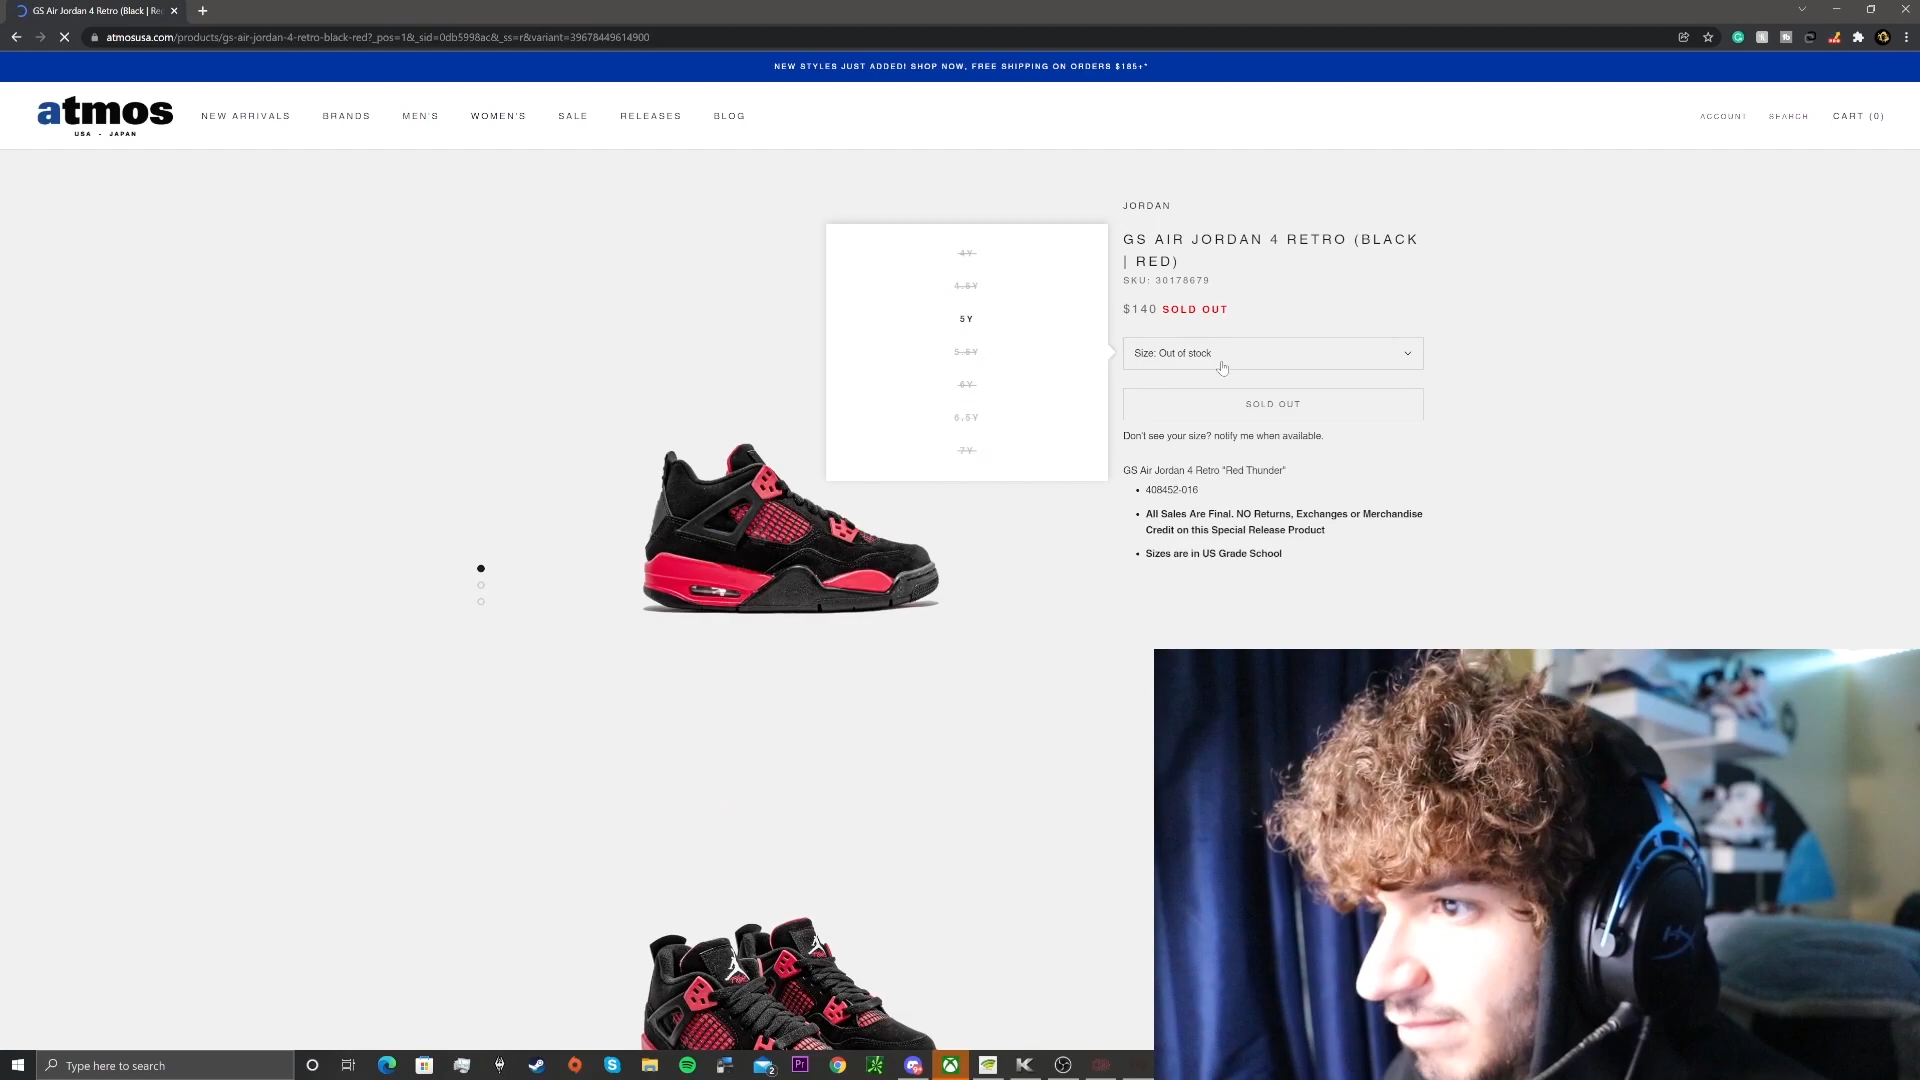 GS Air Jordan 4 Retro (Black | Re
atmosusa.com/products/gs-air-jordan-4-retro-black-red?_pos=1&_sid=0db5998ac&_ss=r&variant=39678449614900
NEW STYLES JUST ADDED! SHOP NOW, FREE SHIPPING ON ORDERS $185+*
atmos
USA - JAPAN
NEW ARRIVALS BRANDS MEN'S WOMEN'S SALE RELEASES BLOG
ACCOUNT SEARCH CART (0)
JORDAN
GS AIR JORDAN 4 RETRO (BLACK
| RED)
SKU: 30178679
$140 SOLD OUT
4Y
4.5Y
5Y
5.5Y
6Y
6.5Y
7Y
Size: Out of stock
SOLD OUT
Don't see your size? notify me when available.
GS Air Jordan 4 Retro "Red Thunder"
• 408452-016
• All Sales Are Final. NO Returns, Exchanges or Merchandise
Credit on this Special Release Product
• Sizes are in US Grade School
Type here to search